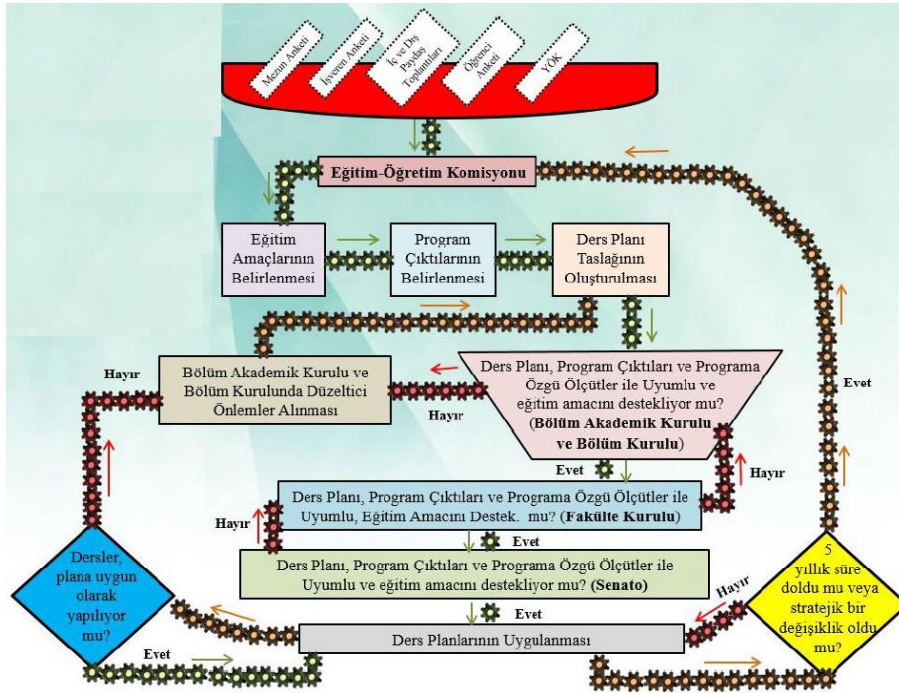 Mezun Anketi
İşveren Anketi
İç ve Dış
Paydaş
Toplantıları
Öğrenci
Anketi
YÖK
Eğitim-Öğretim Komisyonu
Eğitim
Amaçlarının
Belirlenmesi
Program
Çıktılarının
Belirlenmesi
Ders Planı
Taslağının
Oluşturulması
Hayır
Bölüm Akademik Kurulu ve
Bölüm Kurulunda Düzeltici
Önlemler Alınması
Hayır
Ders Planı, Program Çıktıları ve Programa
Özgü Ölçütler ile Uyumlu ve
eğitim amacını destekliyor mu?
(Bölüm Akademik Kurulu
ve Bölüm Kurulu)
Evet
Evet
Hayır
Ders Planı, Program Çıktıları ve Programa Özgü Ölçütler ile
Uyumlu, Eğitim Amacını Destek. mu? (Fakülte Kurulu)
Hayır
Evet
Ders Planı, Program Çıktıları ve Programa Özgü Ölçütler ile
Uyumlu ve eğitim amacını destekliyor mu? (Senato)
Evet
Dersler,
plana uygun
olarak
yapılıyor
mu?
Evet
Ders Planlarının Uygulanması
Hayır
5
yıllık süre
doldu mu veya
stratejik bir
değişiklik oldu
mu?